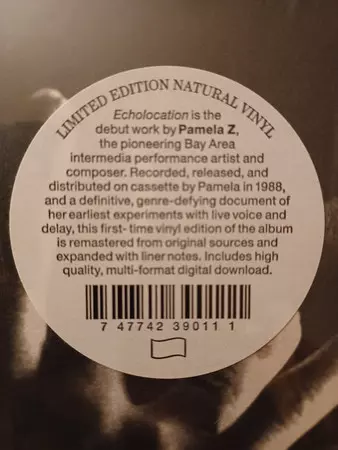 LIMITED EDITION NATURAL VINYL
Echolocation is the
debut work by Pamela Z,
the pioneering Bay Area
intermedia performance artist and
composer. Recorded, released, and
distributed on cassette by Pamela in 1988,
and a definitive, genre-defying document of
her earliest experiments with live voice and
delay, this first- time vinyl edition of the album
is remastered from original sources and
expanded with liner notes. Includes high
quality, multi-format digital download.
7 47742 39011 1